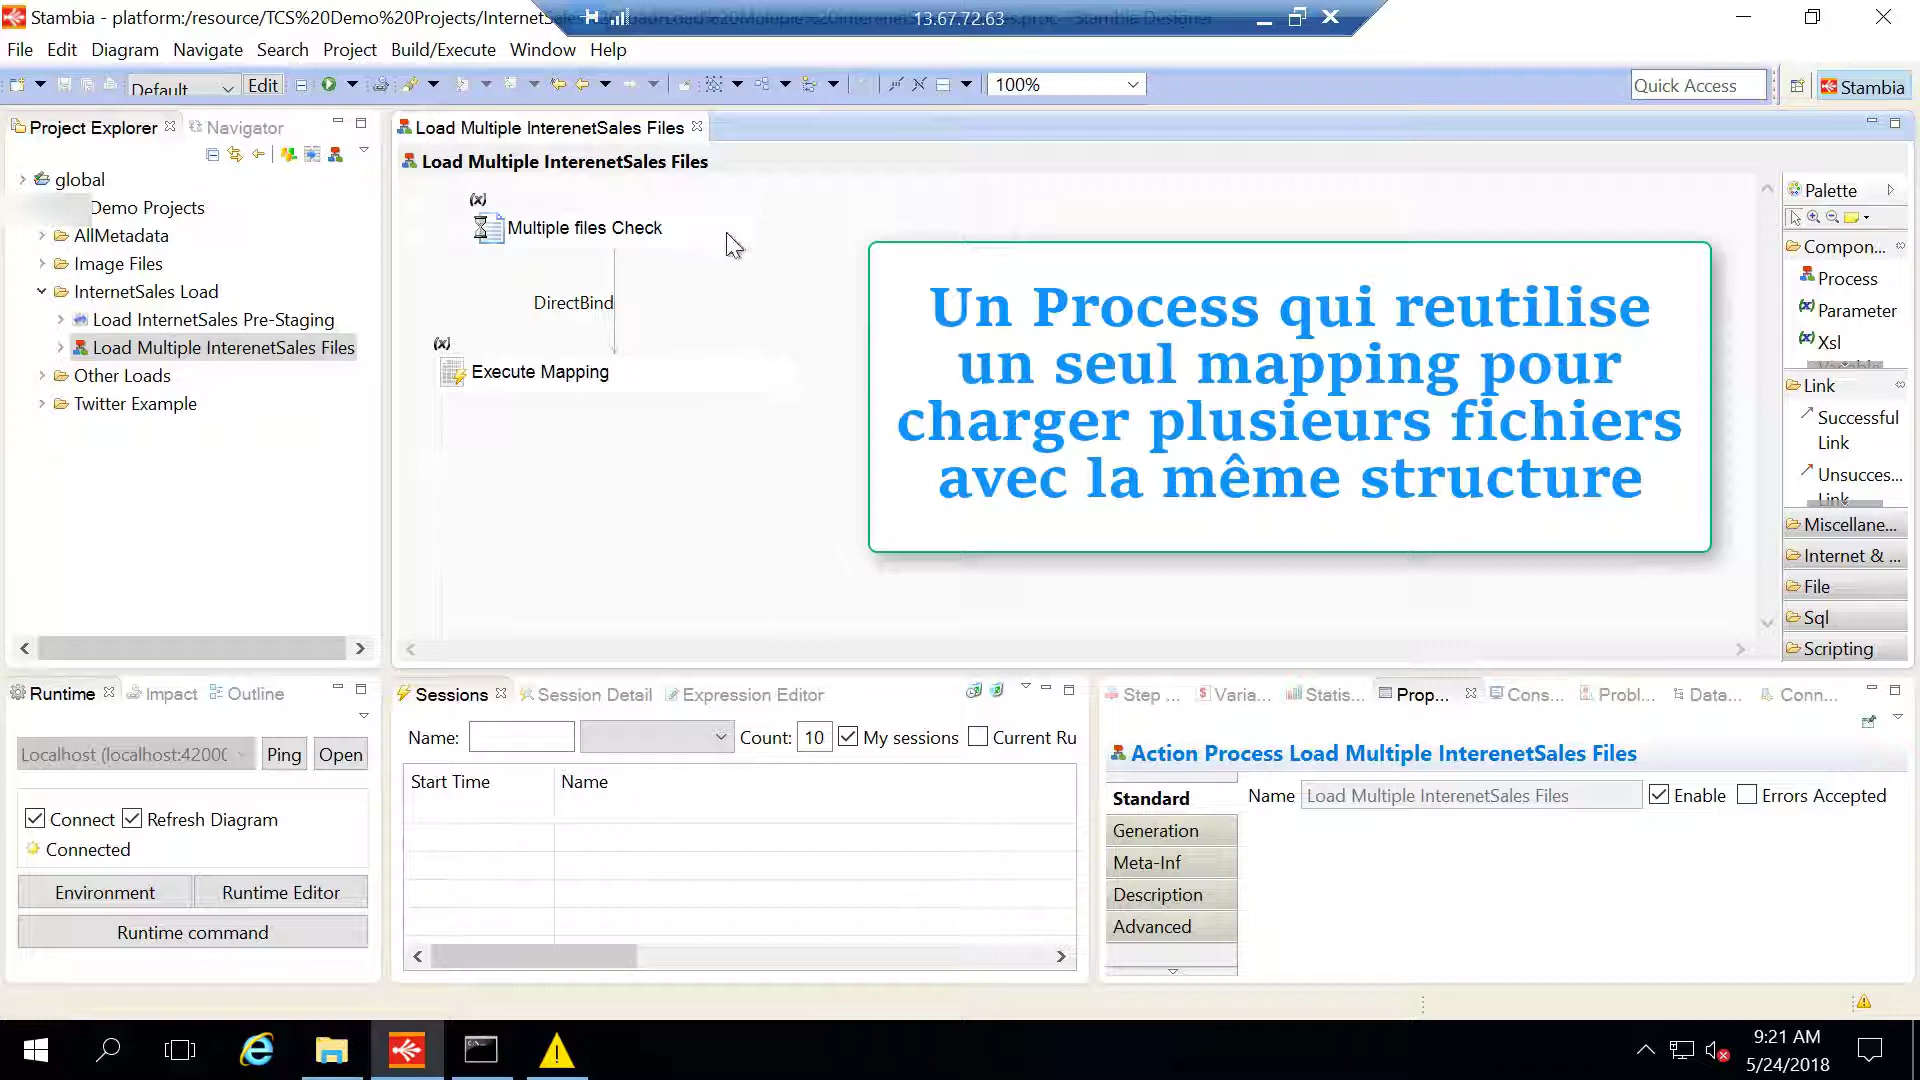 Stambia - platform:/resource/TCS%20Demo%20Projects/InternetSales
13.67.72.63
File Edit Diagram Navigate Search Project Build/Execute Window Help
Default Edit 100% Quick Access Stambia
Project Explorer Navigator
global
Demo Projects
AllMetadata
Image Files
InternetSales Load
Load InternetSales Pre-Staging
Load Multiple InterenetSales Files
Other Loads
Twitter Example
Load Multiple InterenetSales Files
Load Multiple InterenetSales Files
(x)
Multiple files Check
DirectBind
(x)
Execute Mapping
Un Process qui reutilise
un seul mapping pour
charger plusieurs fichiers
avec la même structure
Palette
Compon...
Process
(x) Parameter
(x) Xsl
Link
Successful
Link
Unsucces...
Link
Miscellane...
Internet & ...
File
Sql
Scripting
Runtime Impact Outline
Localhost (localhost:42000 Ping Open
Connect Refresh Diagram
Connected
Environment Runtime Editor
Runtime command
Sessions Session Detail Expression Editor
Name: Count: 10 My sessions Current Ru
Start Time Name
Step ... Varia... Statis... Prop... Cons... Probl... Data... Conn...
Action Process Load Multiple InterenetSales Files
Standard
Generation
Meta-Inf
Description
Advanced
Name Load Multiple InterenetSales Files Enable Errors Accepted
9:21 AM
5/24/2018